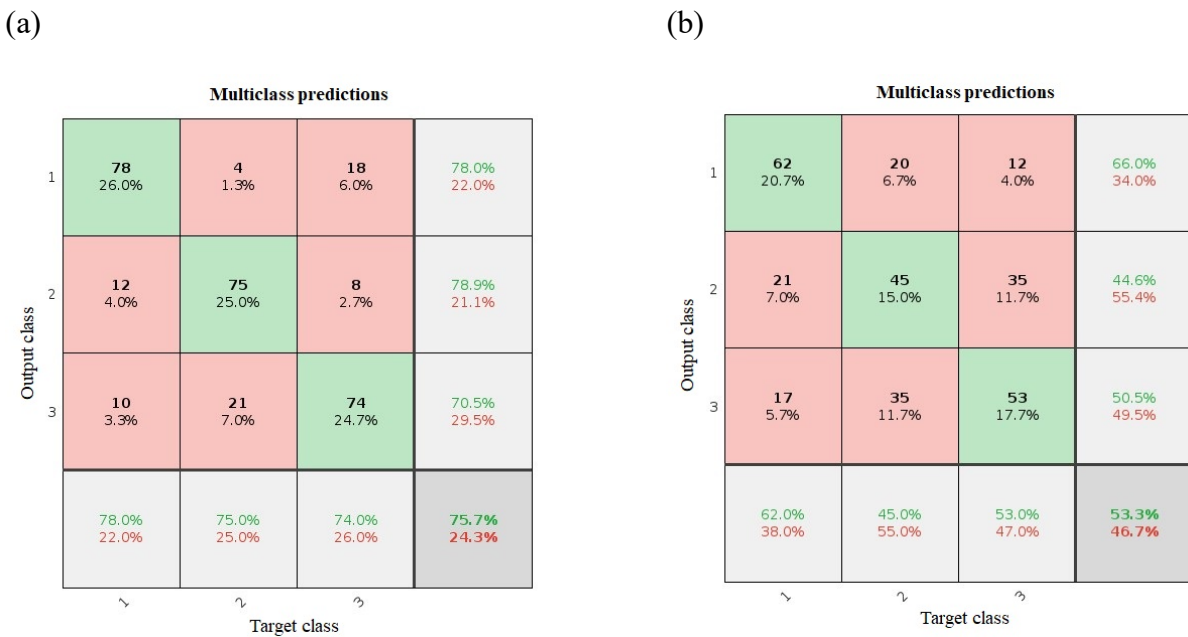 (a)
Multiclass predictions
Output class
1
78 4 18 78.0%
26.0% 1.3% 6.0% 22.0%
2
12 75 8 78.9%
4.0% 25.0% 2.7% 21.1%
3
10 21 74 70.5%
3.3% 7.0% 24.7% 29.5%
78.0% 75.0% 74.0% 75.7%
22.0% 25.0% 26.0% 24.3%
1 2 3
Target class
(b)
Multiclass predictions
Output class
1
62 20 12 66.0%
20.7% 6.7% 4.0% 34.0%
2
21 45 35 44.6%
7.0% 15.0% 11.7% 55.4%
3
17 35 53 50.5%
5.7% 11.7% 17.7% 49.5%
62.0% 45.0% 53.0% 53.3%
38.0% 55.0% 47.0% 46.7%
1 2 3
Target class